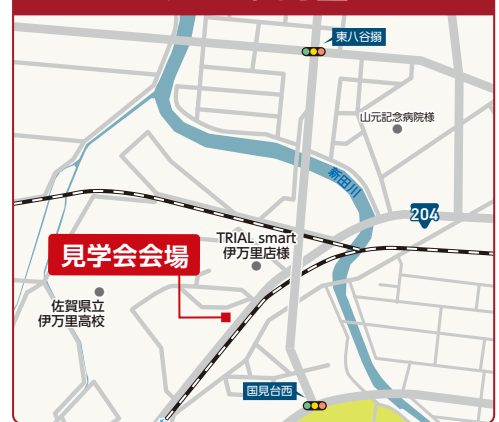 東八谷搦
山元記念病院様
新田川
204
TRIAL smart
伊万里店様
見学会会場
佐賀県立
伊万里高校
国見台西